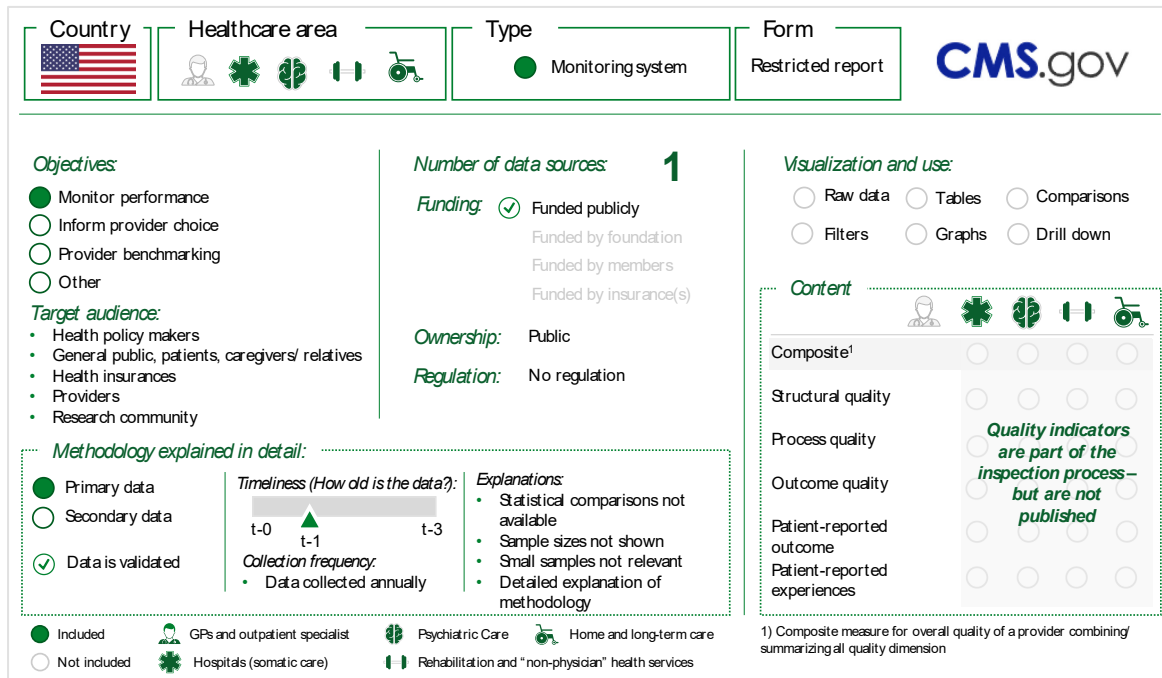 Country
Healthcare area
Type
Form
Monitoring system
Restricted report
CMS.gov
Objectives:
Monitor performance
Inform provider choice
Provider benchmarking
Other
Target audience:
• Health policy makers
• General public, patients, caregivers/ relatives
• Health insurances
• Providers
• Research community
Number of data sources: 1
Funding: Funded publicly
Funded by foundation
Funded by members
Funded by insurance(s)
Ownership: Public
Regulation: No regulation
Visualization and use:
Raw data Tables Comparisons
Filters Graphs Drill down
Content
Composite1
Structural quality
Process quality
Outcome quality
Patient-reported
outcome
Patient-reported
experiences
Quality indicators
are part of the
inspection process–
but are not
published
Methodology explained in detail:
Primary data
Secondary data
Data is validated
Timeliness (How old is the data?):
t-0
t-1
t-3
Collection frequency:
• Data collected annually
Explanations:
• Statistical comparisons not
available
• Sample sizes not shown
• Small samples not relevant
• Detailed explanation of
methodology
Included
GPs and outpatient specialist
Psychiatric Care
Home and long-term care
Not included
Hospitals (somatic care)
Rehabilitation and “non-physician” health services
1) Composite measure for overall quality of a provider combining/
summarizing all quality dimension